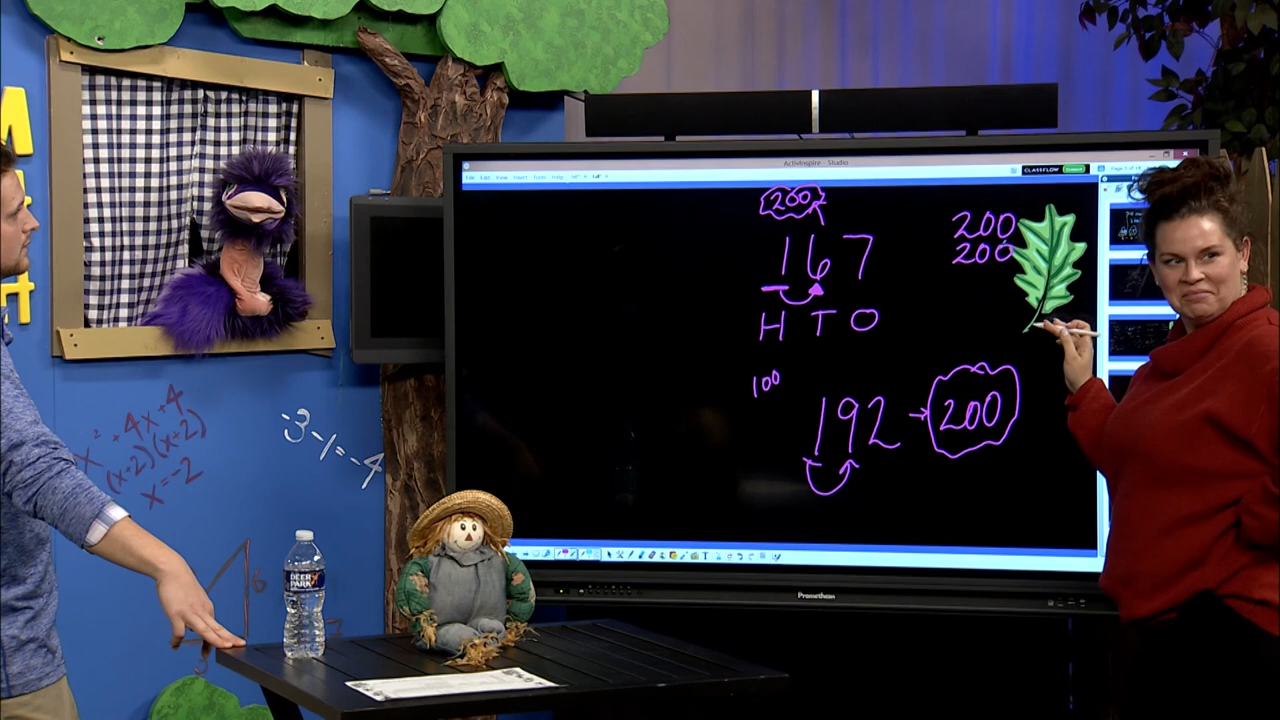 M
A
H
x² + 4x + 4
(x+2)(x+2)
x = -2
-3 - 1 = -4
6
DEER
PARK
ActivInspire - Studio
CLASSFLOW
200
167
H T O
200
200
100
192 → 200
Promethean